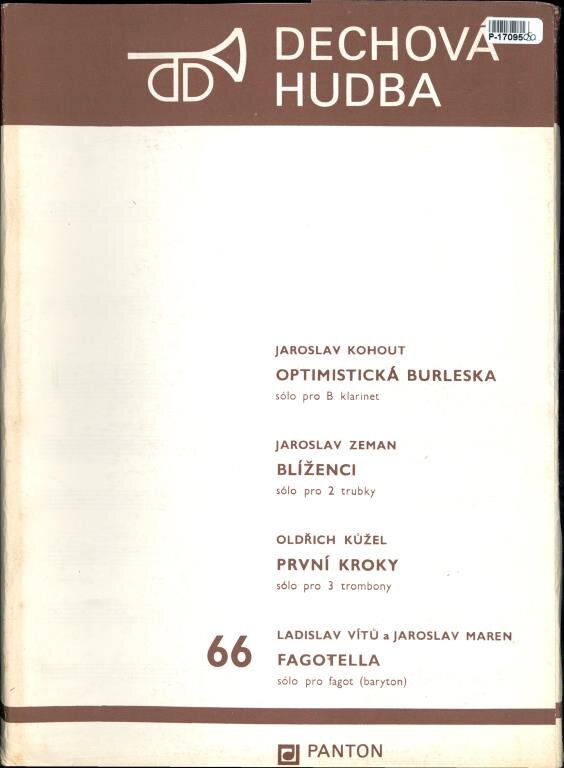 DECHOVÁ
HUDBA
JAROSLAV KOHOUT
OPTIMISTICKÁ BURLESKA
sólo pro B klarinet
JAROSLAV ZEMAN
BLÍŽENCI
sólo pro 2 trubky
OLDŘICH KŮŽEL
PRVNÍ KROKY
sólo pro 3 trombony
66
LADISLAV VÍTŮ a JAROSLAV MAREN
FAGOTELLA
sólo pro fagot (baryton)
PANTON